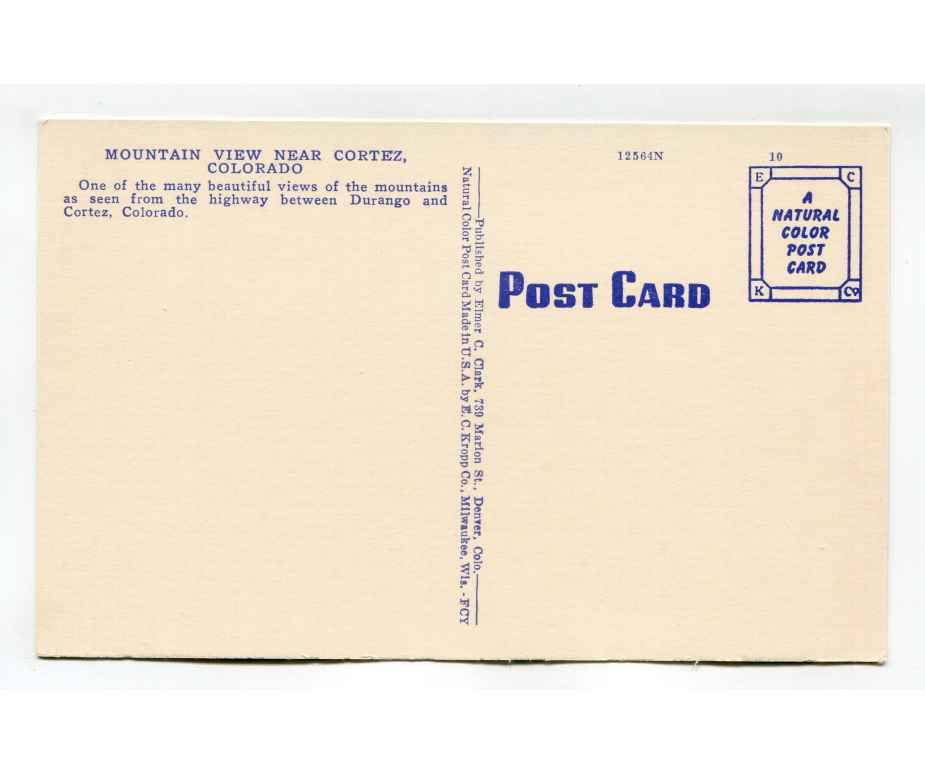 MOUNTAIN VIEW NEAR CORTEZ,
COLORADO
One of the many beautiful views of the mountains
as seen from the highway between Durango and
Cortez, Colorado.
Published by Elmer C. Clark, 739 Marion St., Denver, Colo.
Natural Color Post Card Made in U.S.A. by E. C. Kropp Co., Milwaukee, Wis. - FCY
12564N
10
POST CARD
E C
A
NATURAL
COLOR
POST
CARD
K Co